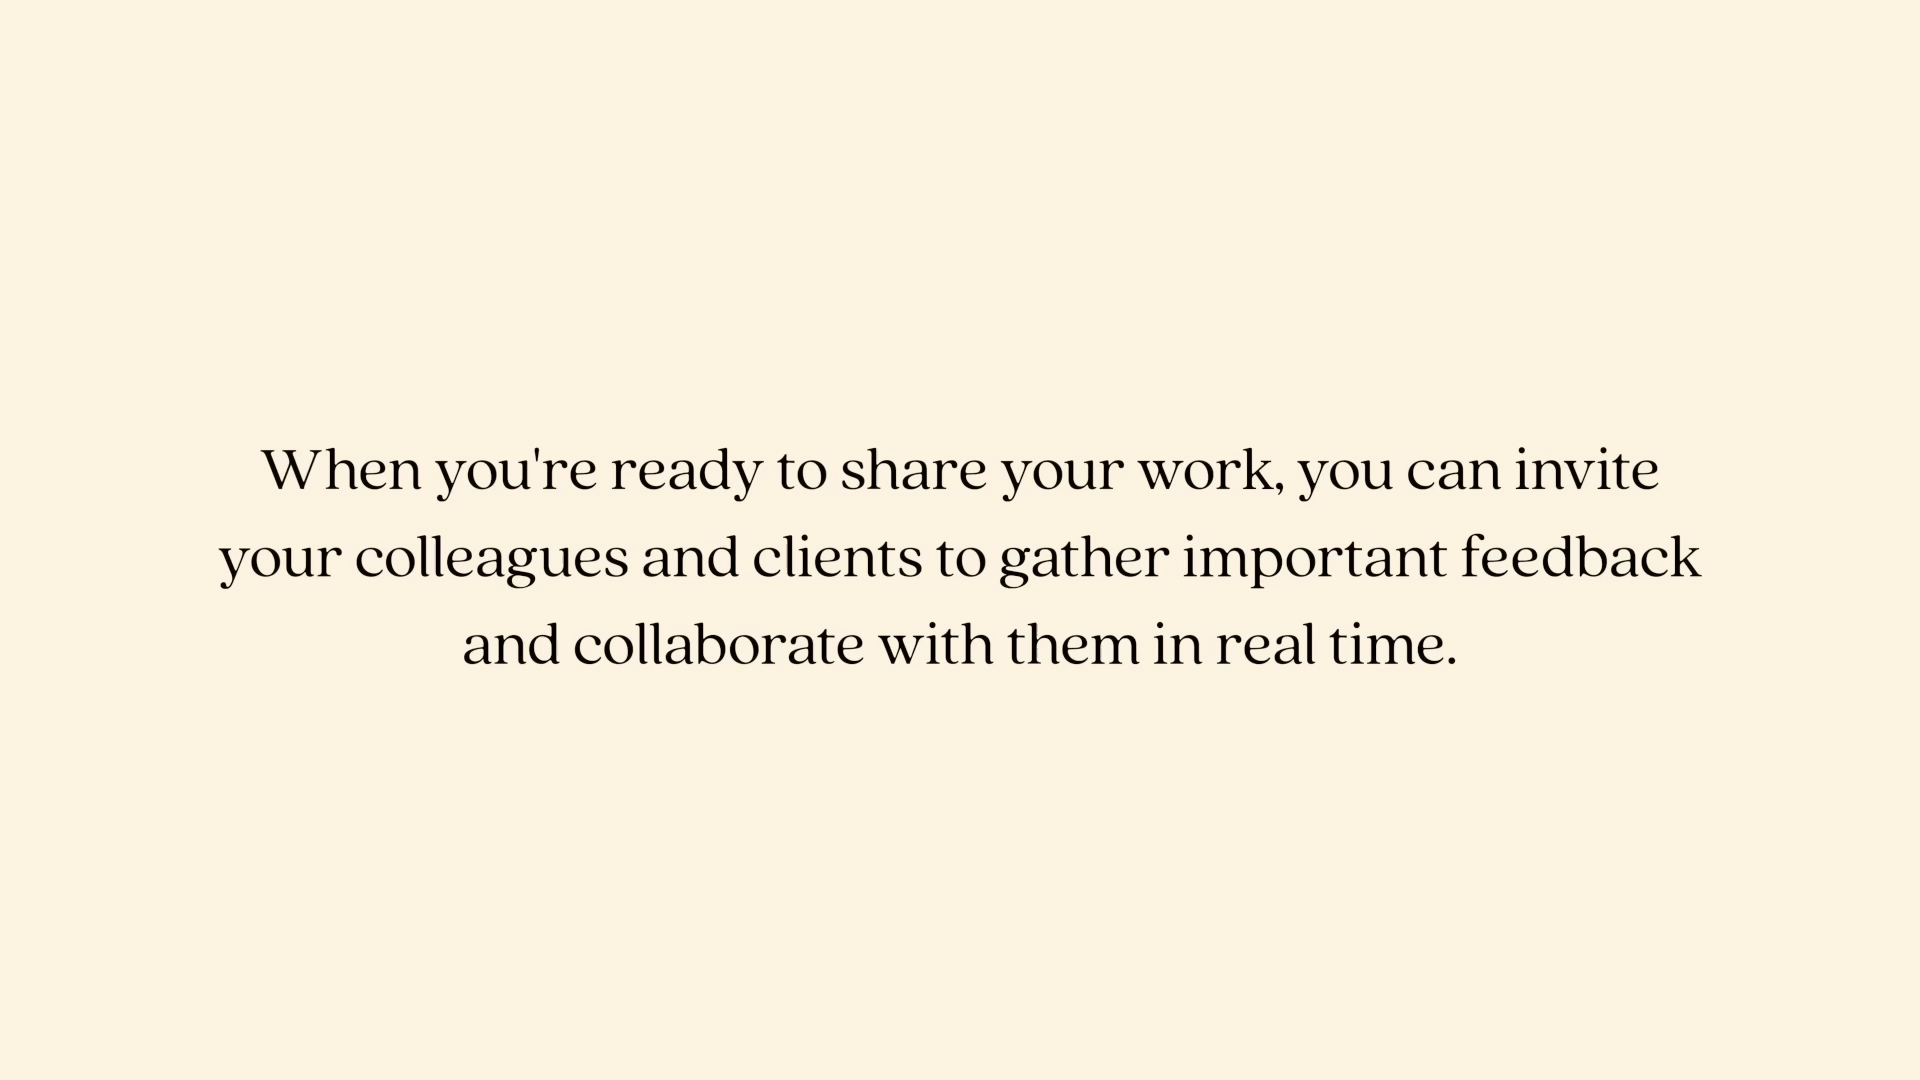 When you're ready to share your work, you can invite
your colleagues and clients to gather important feedback
and collaborate with them in real time.